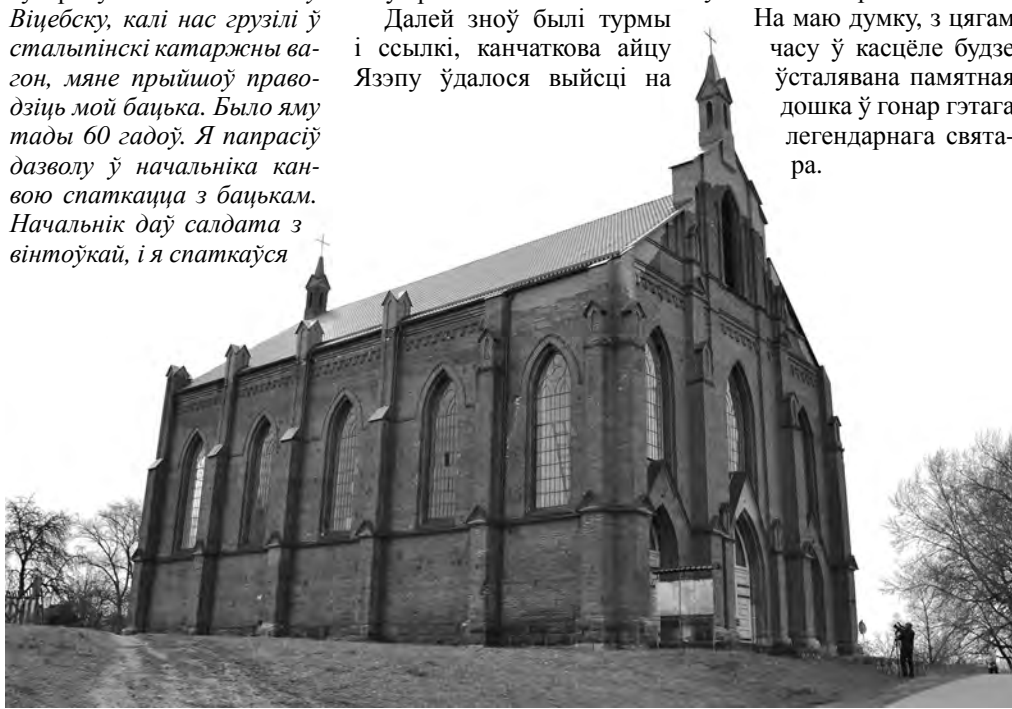 Віцебску, калі нас грузілі ў
сталыпінскі катаржны ва-
гон, мяне прыйшоў право-
дзіць мой бацька. Было яму
тады 60 гадоў. Я папрасіў
дазволу ў начальніка кан-
вою спаткацца з бацькам.
Начальнік даў салдата з
вінтоўкай, і я спаткаўся
Далей зноў былі турмы
і ссылкі, канчаткова айцу
Язэпу ўдалося выйсці на
На маю думку, з цягам
часу ў касцёле будзе
ўсталявана памятная
дошка ў гонар гэтага
легендарнага свята-
ра.